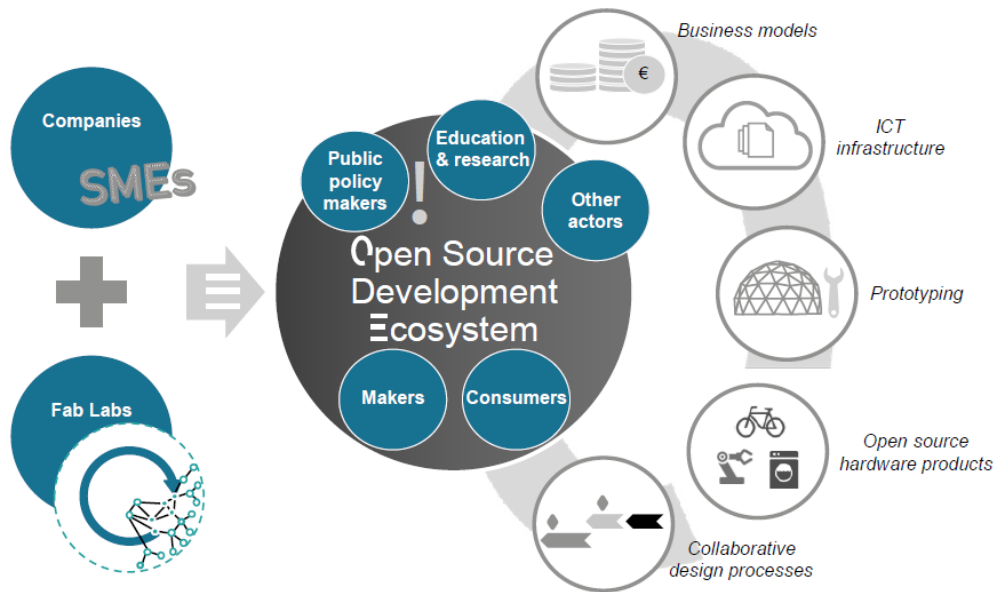 Companies
SMEs
Fab Labs
Public
policy
makers
!
Education
& research
Other
actors
Open Source
Development
Ecosystem
Makers
Consumers
Business models
€
ICT
infrastructure
Prototyping
Open source
hardware products
Collaborative
design processes